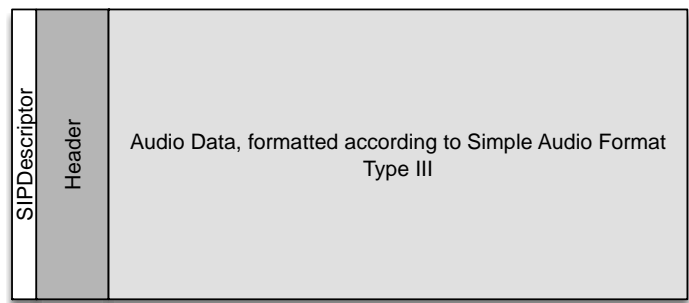 SIPDescriptor
Header
Audio Data, formatted according to Simple Audio Format
Type III